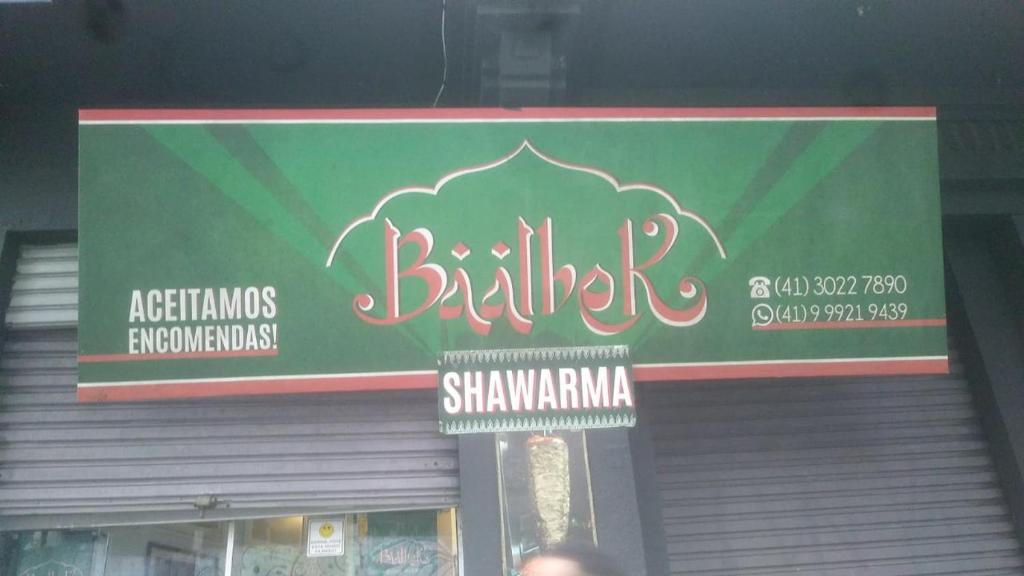 Baalbek
ACEITAMOS
ENCOMENDAS!
(41) 3022 7890
(41) 9 9921 9439
SHAWARMA